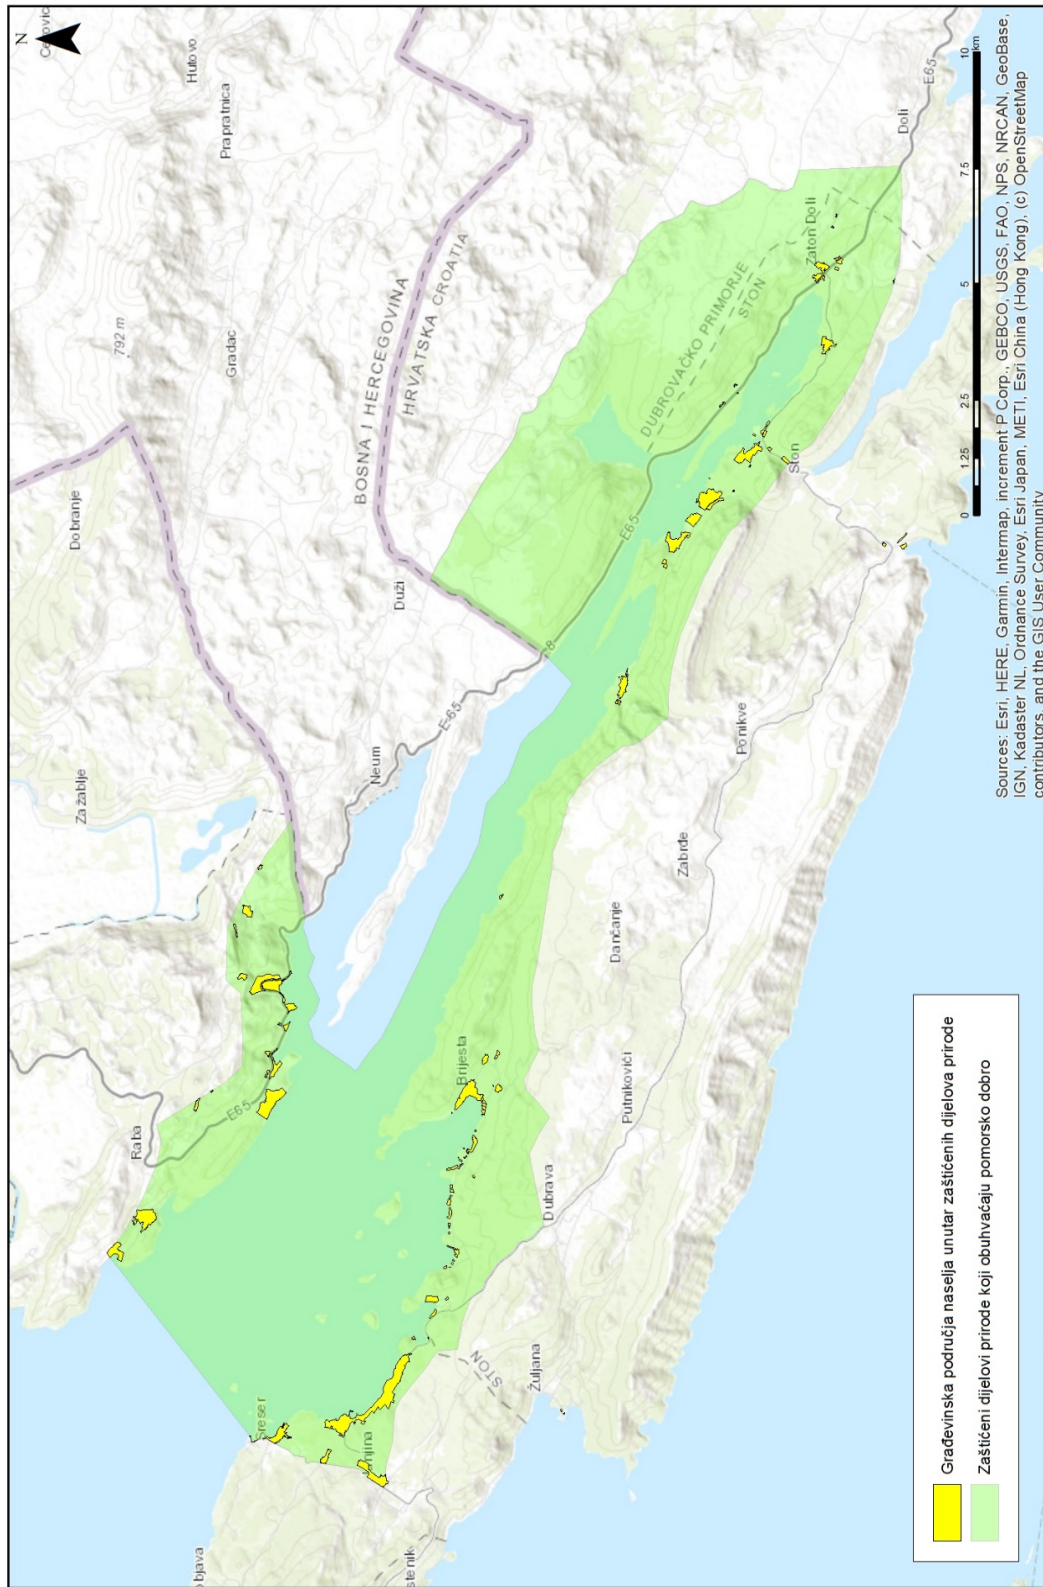 N
Hutovo
Prapratnica
792 m
Gradac
Dobranje
Zažablje
BOSNA I HERCEGOVINA
HRVATSKA CROATIA
Duži
Neum
E-65
E65
Raba
E65
DUBROVAČKO PRIMORJE
STON
Zaton Doli
Doli
E65
Ston
Ponikve
Zabrđe
Dančanje
Putnikovići
Brijesta
Dubrava
STON
Žuljana
Sreser
10
km
7.5
5
2.5
1.25
0
Sources: Esri, HERE, Garmin, Intermap, increment P Corp., GEBCO, USGS, FAO, NPS, NRCAN, GeoBase,
IGN, Kadaster NL, Ordnance Survey, Esri Japan, METI, Esri China (Hong Kong), (c) OpenStreetMap
contributors, and the GIS User Community
Građevinska područja naselja unutar zaštićenih dijelova prirode
Zaštićeni dijelovi prirode koji obuhvaćaju pomorsko dobro